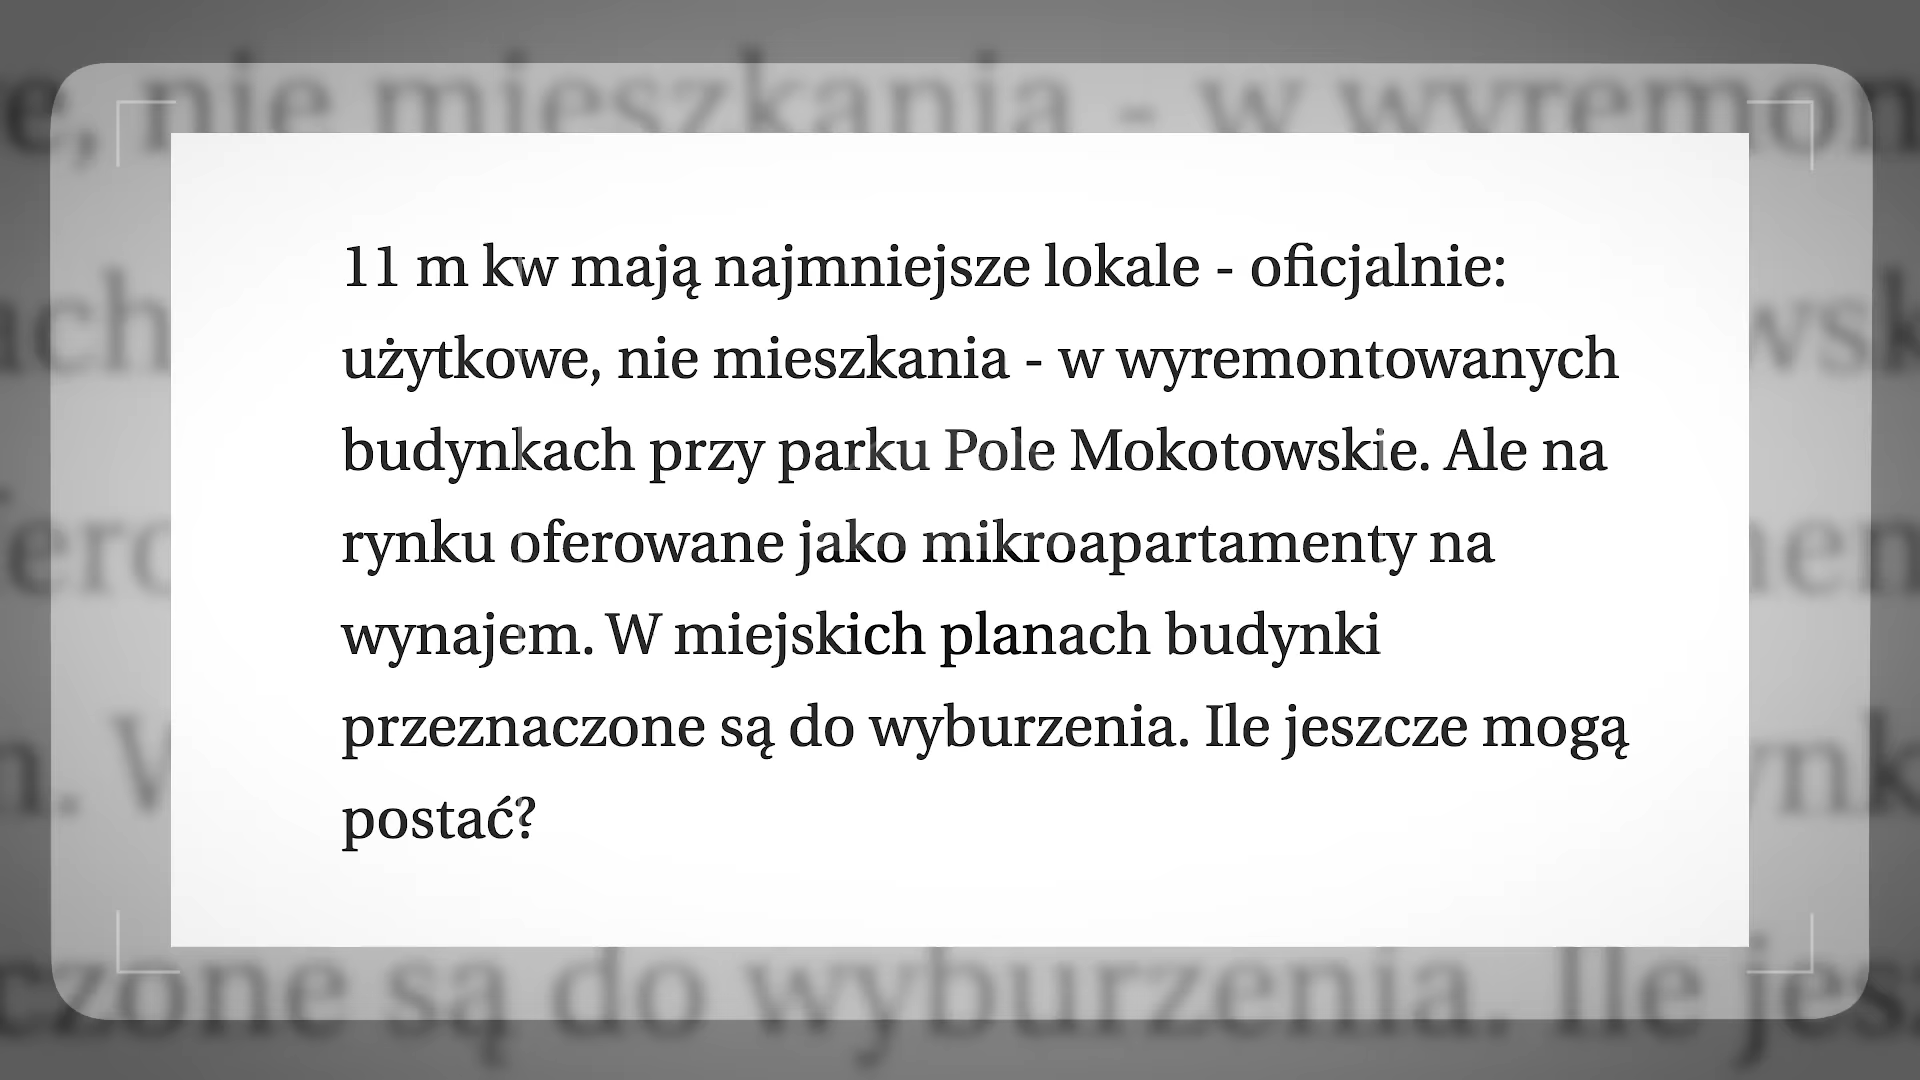 11 m kw mają najmniejsze lokale - oficjalnie:
użytkowe, nie mieszkania - w wyremontowanych
budynkach przy parku Pole Mokotowskie. Ale na
rynku oferowane jako mikroapartamenty na
wynajem. W miejskich planach budynki
przeznaczone są do wyburzenia. Ile jeszcze mogą
postać?